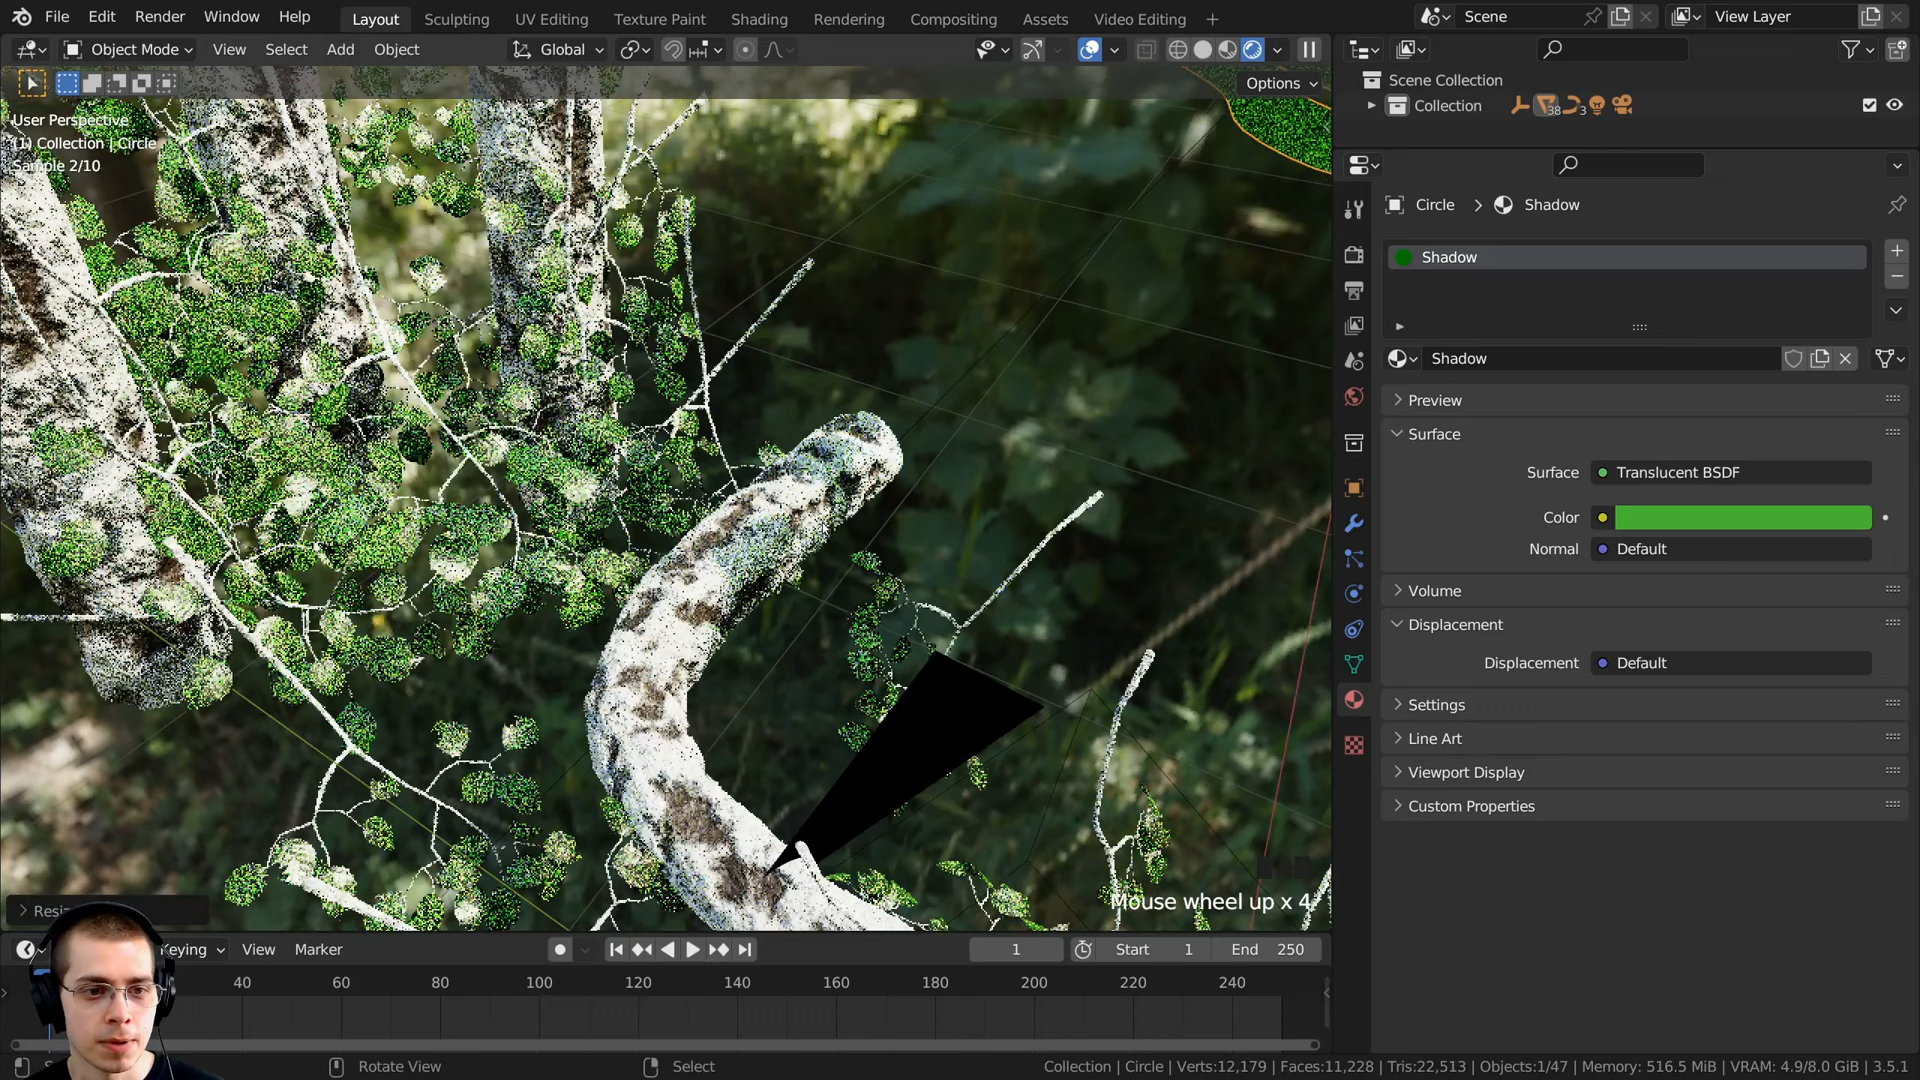 File Edit Render Window Help Layout Sculpting UV Editing Texture Paint Shading Rendering Compositing Assets Video Editing + Scene View Layer
Object Mode View Select Add Object Global
Options
Scene Collection
Collection 38 3
User Perspective
(1) Collection | Circle
Sample 2/10
Circle > Shadow
Shadow
Shadow
Preview
Surface
Surface Translucent BSDF
Color
Normal Default
Volume
Displacement
Displacement Default
Settings
Line Art
Viewport Display
Custom Properties
Mouse wheel up x 4
Keying View Marker 1 Start 1 End 250
40 60 80 100 120 140 160 180 200 220 240
Rotate View Select Collection | Circle | Verts:12,179 | Faces:11,228 | Tris:22,513 | Objects:1/47 | Memory: 516.5 MiB | VRAM: 4.9/8.0 GiB | 3.5.1